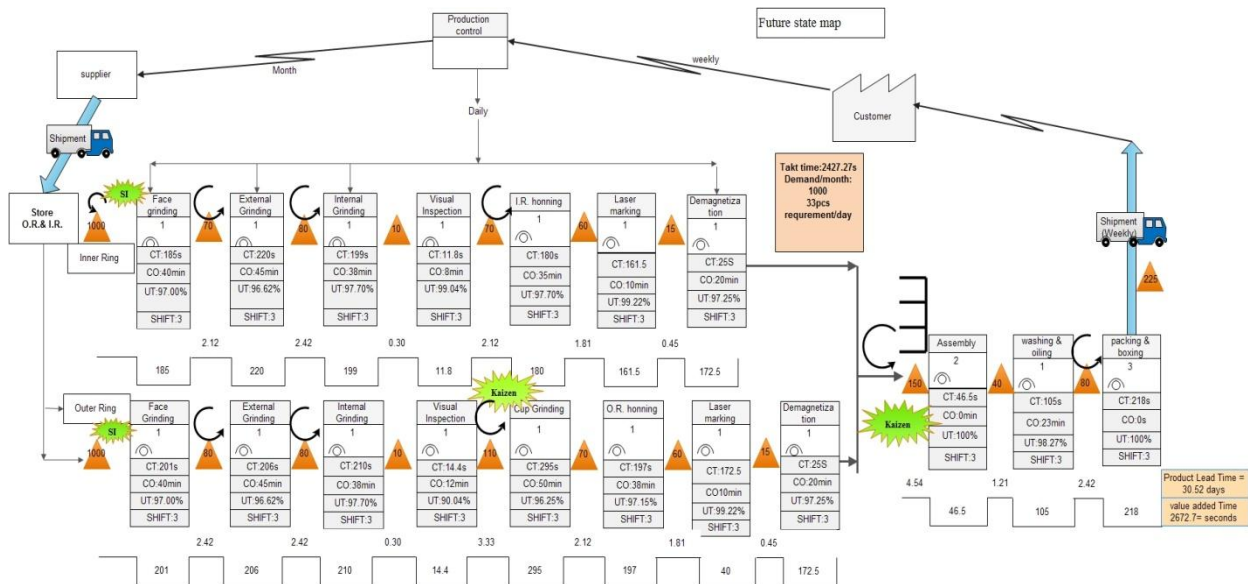 Future state map
Production
control
supplier
Month
weekly
Daily
Customer
Shipment
Shipment
(Weekly)
225
Takt time:2427.27s
Demand/month:
1000
33pcs
requrement/day
Store
O.R.& I.R.
Inner Ring
1000
SI
Face
grinding
1
CT:185s
CO:40min
UT:97.00%
SHIFT:3
70
External
Grinding
1
CT:220s
CO:45min
UT:96.62%
SHIFT:3
80
Internal
Grinding
1
CT:199s
CO:38min
UT:97.70%
SHIFT:3
10
Visual
Inspection
1
CT:11.8s
CO:8min
UT:99.04%
SHIFT:3
70
I.R. honning
1
CT:180s
CO:35min
UT:97.70%
SHIFT:3
60
Laser
marking
1
CT:161.5
CO:10min
UT:99.22%
SHIFT:3
15
Demagnetiza
tion
1
CT:25S
CO:20min
UT:97.25%
SHIFT:3
2.12 2.42 0.30 2.12 1.81 0.45
185 220 199 11.8 180 161.5 172.5
Outer Ring
SI
1000
Face
Grinding
1
CT:201s
CO:40min
UT:97.00%
SHIFT:3
80
External
Grinding
1
CT:206s
CO:45min
UT:96.62%
SHIFT:3
80
Internal
Grinding
1
CT:210s
CO:38min
UT:97.70%
SHIFT:3
10
Visual
Inspection
1
CT:14.4s
CO:12min
UT:90.04%
SHIFT:3
110
Kaizen
Cup Grinding
1
CT:295s
CO:50min
UT:96.25%
SHIFT:3
70
O.R. honning
1
CT:197s
CO:38min
UT:97.15%
SHIFT:3
60
Laser
marking
1
CT:172.5
CO10min
UT:99.22%
SHIFT:3
15
Demagnetiza
tion
1
CT:25S
CO:20min
UT:97.25%
SHIFT:3
2.42 2.42 0.30 3.33 2.12 1.81 0.45
201 206 210 14.4 295 197 40 172.5
150
Kaizen
Assembly
2
CT:46.5s
CO:0min
UT:100%
SHIFT:3
40
washing &
oiling
1
CT:105s
CO:23min
UT:98.27%
SHIFT:3
80
packing &
boxing
3
CT:218s
CO:0s
UT:100%
SHIFT:3
4.54 1.21 2.42
46.5 105 218
Product Lead Time =
30.52 days
value added Time
2672.7= seconds